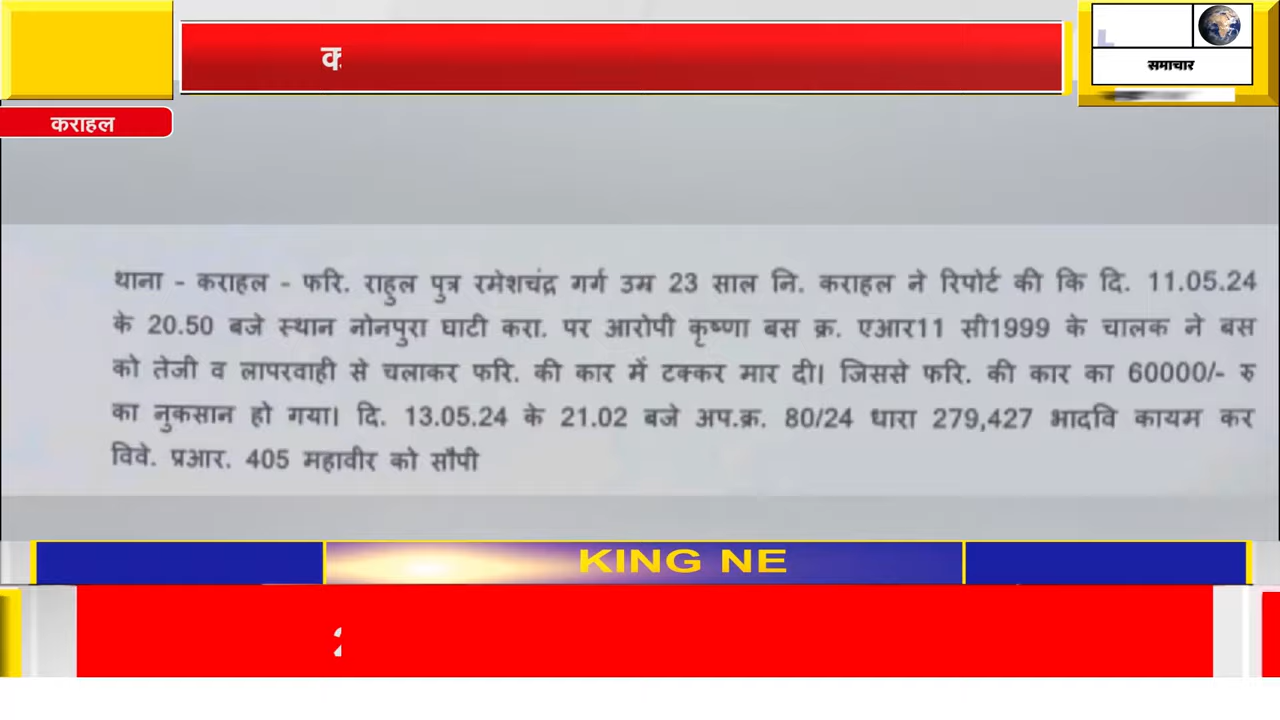 समाचार
कराहल
थाना - कराहल - फरि. राहुल पुत्र रमेशचंद्र गर्ग उम्र 23 साल नि. कराहल ने रिपोर्ट की कि दि. 11.05.24
के 20.50 बजे स्थान नोनपुरा घाटी करा. पर आरोपी कृष्णा बस क्र. एआर11 सी1999 के चालक ने बस
को तेजी व लापरवाही से चलाकर फरि. की कार में टक्कर मार दी। जिससे फरि. की कार का 60000/- रु
का नुकसान हो गया। दि. 13.05.24 के 21.02 बजे अप.क्र. 80/24 धारा 279,427 भादवि कायम कर
विवे. प्रआर. 405 महावीर को सौपी
KING NE